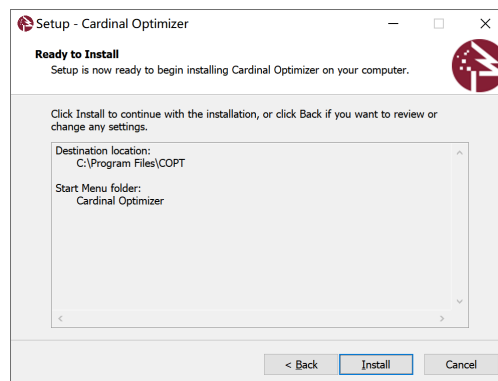 Setup - Cardinal Optimizer
Ready to Install
Setup is now ready to begin installing Cardinal Optimizer on your computer.
Click Install to continue with the installation, or click Back if you want to review or
change any settings.
Destination location:
C:\Program Files\COPT
Start Menu folder:
Cardinal Optimizer
< Back
Install
Cancel